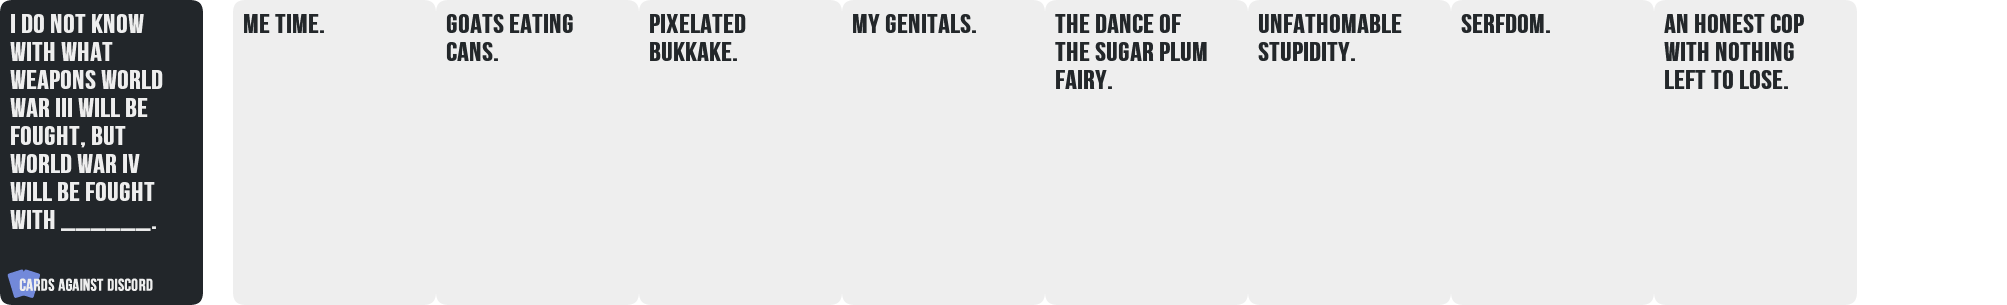 I DO NOT KNOW
WITH WHAT
WEAPONS WORLD
WAR III WILL BE
FOUGHT, BUT
WORLD WAR IV
WILL BE FOUGHT
WITH ______.
CARDS AGAINST DISCORD
ME TIME.
GOATS EATING
CANS.
PIXELATED
BUKKAKE.
MY GENITALS.
THE DANCE OF
THE SUGAR PLUM
FAIRY.
UNFATHOMABLE
STUPIDITY.
SERFDOM.
AN HONEST COP
WITH NOTHING
LEFT TO LOSE.